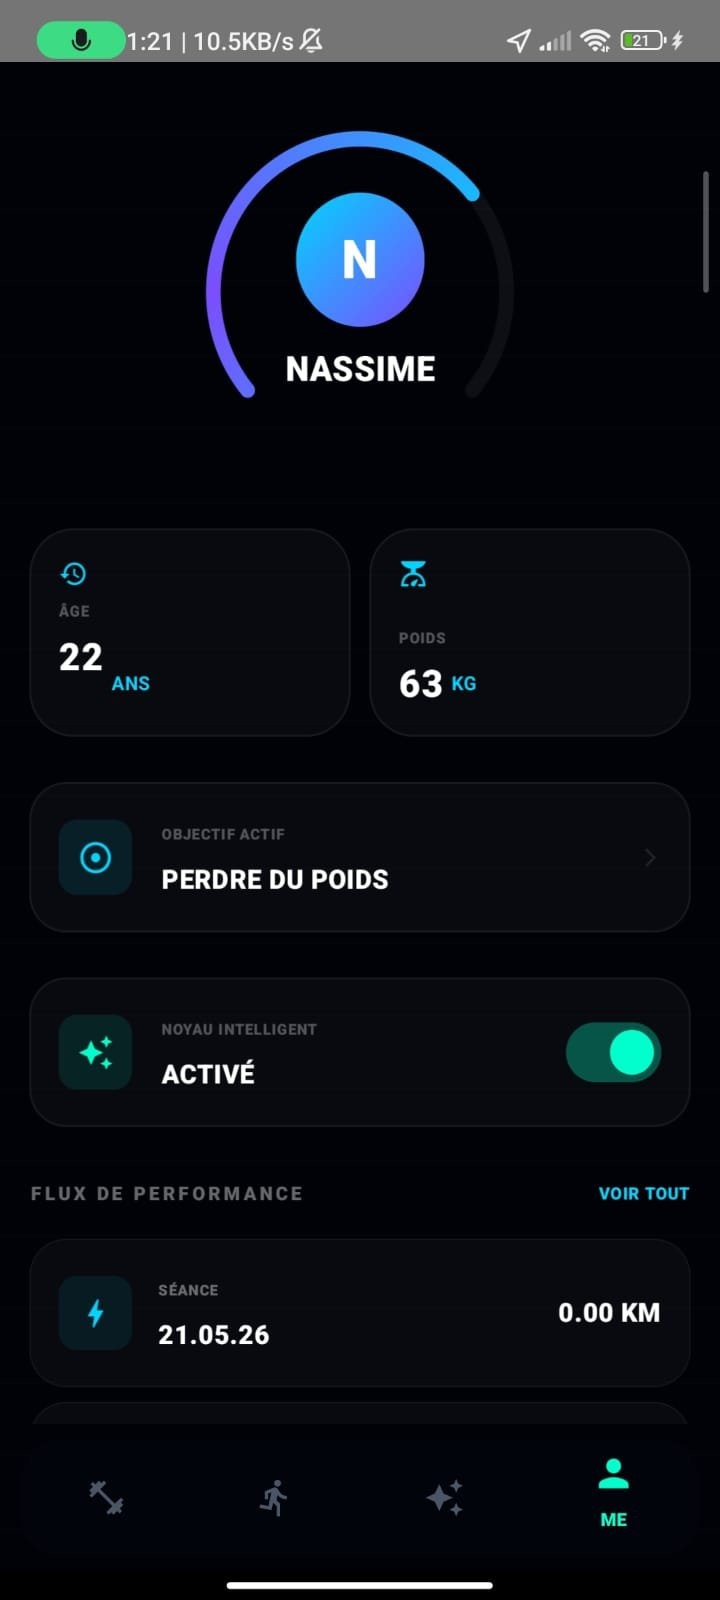 1:21 | 10.5KB/s
21
N
NASSIME
ÂGE
22 ANS
POIDS
63 KG
OBJECTIF ACTIF
PERDRE DU POIDS
NOYAU INTELLIGENT
ACTIVÉ
FLUX DE PERFORMANCE
VOIR TOUT
SÉANCE
21.05.26
0.00 KM
ME